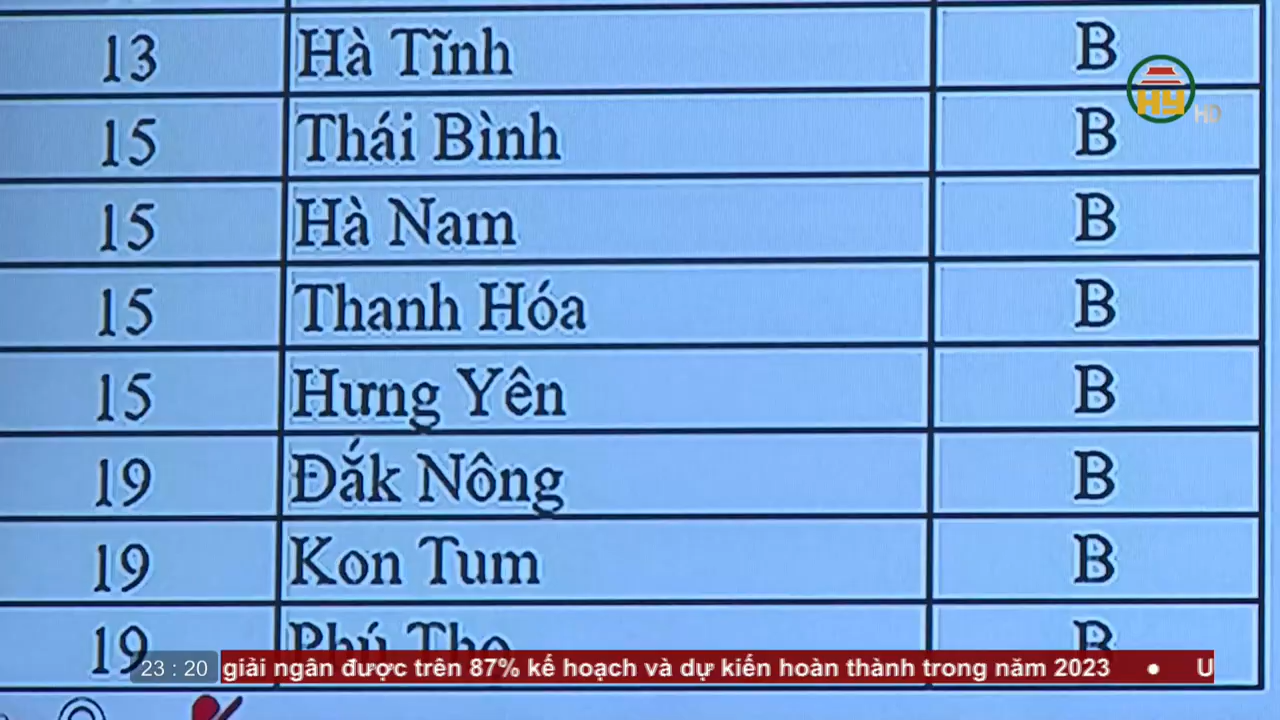 13 Hà Tĩnh B
15 Thái Bình B
15 Hà Nam B
15 Thanh Hóa B
15 Hưng Yên B
19 Đắk Nông B
19 Kon Tum B
19 Phú Thọ B
HY HD
23 : 20 giải ngân được trên 87% kế hoạch và dự kiến hoàn thành trong năm 2023 • U